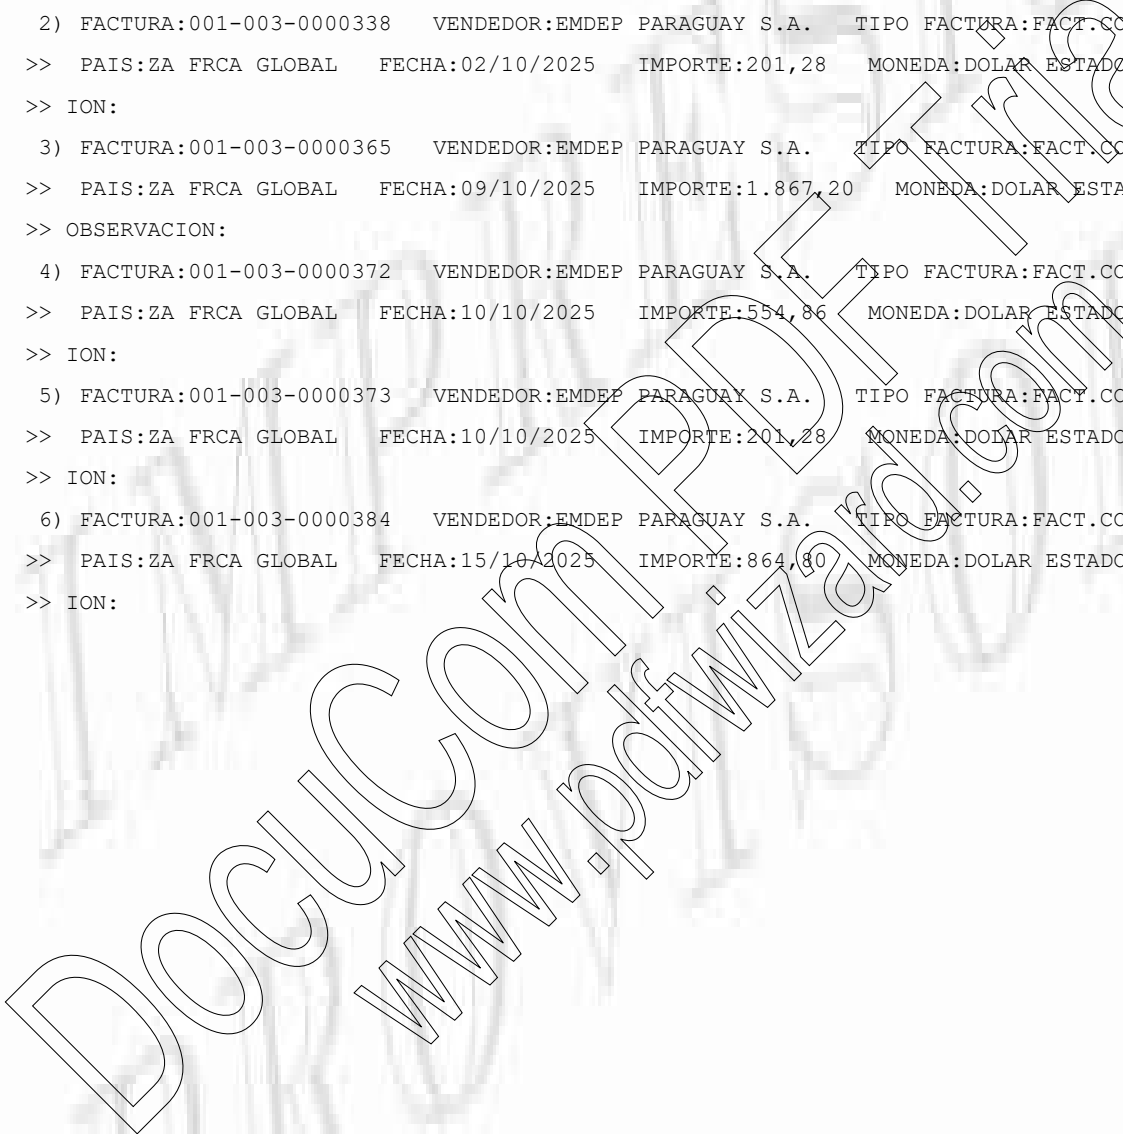 2) FACTURA:001-003-0000338 VENDEDOR:EMDEP PARAGUAY S.A. TIPO FACTURA:FACT.CO
>> PAIS:ZA FRCA GLOBAL FECHA:02/10/2025 IMPORTE:201,28 MONEDA:DOLAR ESTADO
>> ION:
3) FACTURA:001-003-0000365 VENDEDOR:EMDEP PARAGUAY S.A. TIPO FACTURA:FACT.CO
>> PAIS:ZA FRCA GLOBAL FECHA:09/10/2025 IMPORTE:1.867,20 MONEDA:DOLAR ESTA
>> OBSERVACION:
4) FACTURA:001-003-0000372 VENDEDOR:EMDEP PARAGUAY S.A. TIPO FACTURA:FACT.CO
>> PAIS:ZA FRCA GLOBAL FECHA:10/10/2025 IMPORTE:554,86 MONEDA:DOLAR ESTADO
>> ION:
5) FACTURA:001-003-0000373 VENDEDOR:EMDEP PARAGUAY S.A. TIPO FACTURA:FACT.CO
>> PAIS:ZA FRCA GLOBAL FECHA:10/10/2025 IMPORTE:201,28 MONEDA:DOLAR ESTADO
>> ION:
6) FACTURA:001-003-0000384 VENDEDOR:EMDEP PARAGUAY S.A. TIPO FACTURA:FACT.CO
>> PAIS:ZA FRCA GLOBAL FECHA:15/10/2025 IMPORTE:864,80 MONEDA:DOLAR ESTADO
>> ION:
DocuCom PDF Tria
www.pdfwizard.com